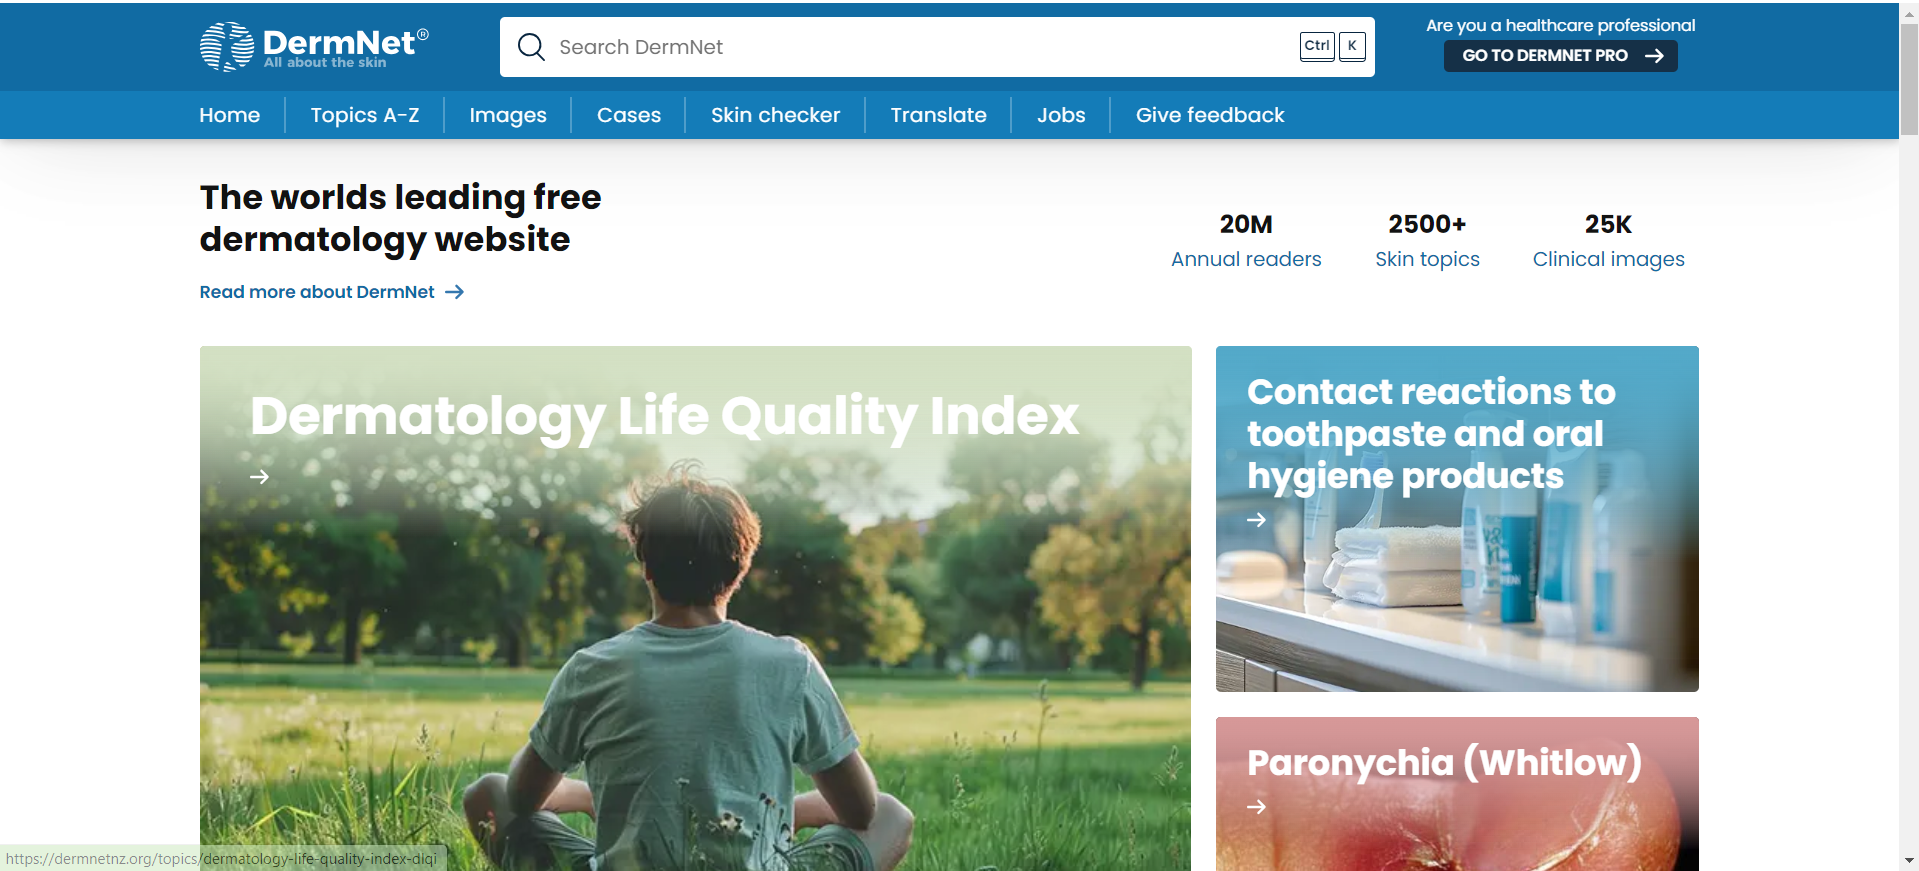 DermNet®
All about the skin
Search DermNet
Ctrl K
Are you a healthcare professional
GO TO DERMNET PRO →
Home
Topics A-Z
Images
Cases
Skin checker
Translate
Jobs
Give feedback
The worlds leading free
dermatology website
Read more about DermNet →
20M
Annual readers
2500+
Skin topics
25K
Clinical images
Dermatology Life Quality Index
→
Contact reactions to
toothpaste and oral
hygiene products
→
Paronychia (Whitlow)
→
https://dermnetnz.org/topics/dermatology-life-quality-index-diqi